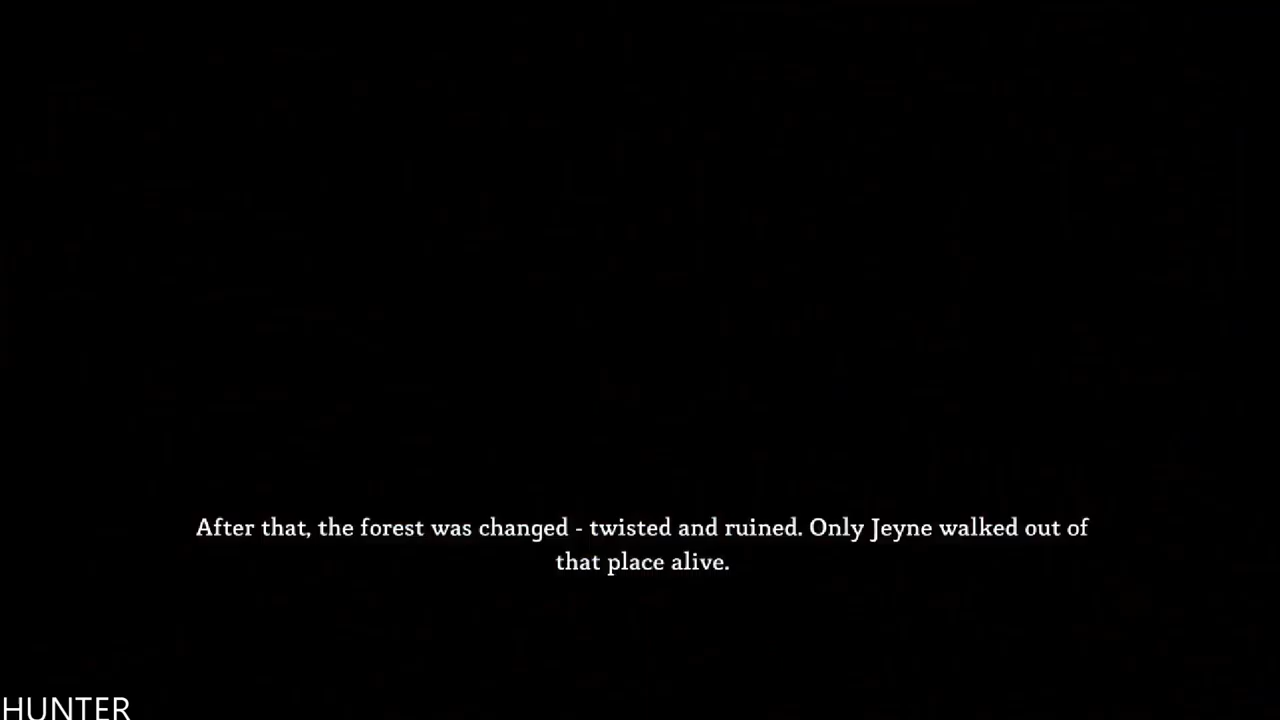 After that, the forest was changed - twisted and ruined. Only Jeyne walked out of
that place alive.
HUNTER